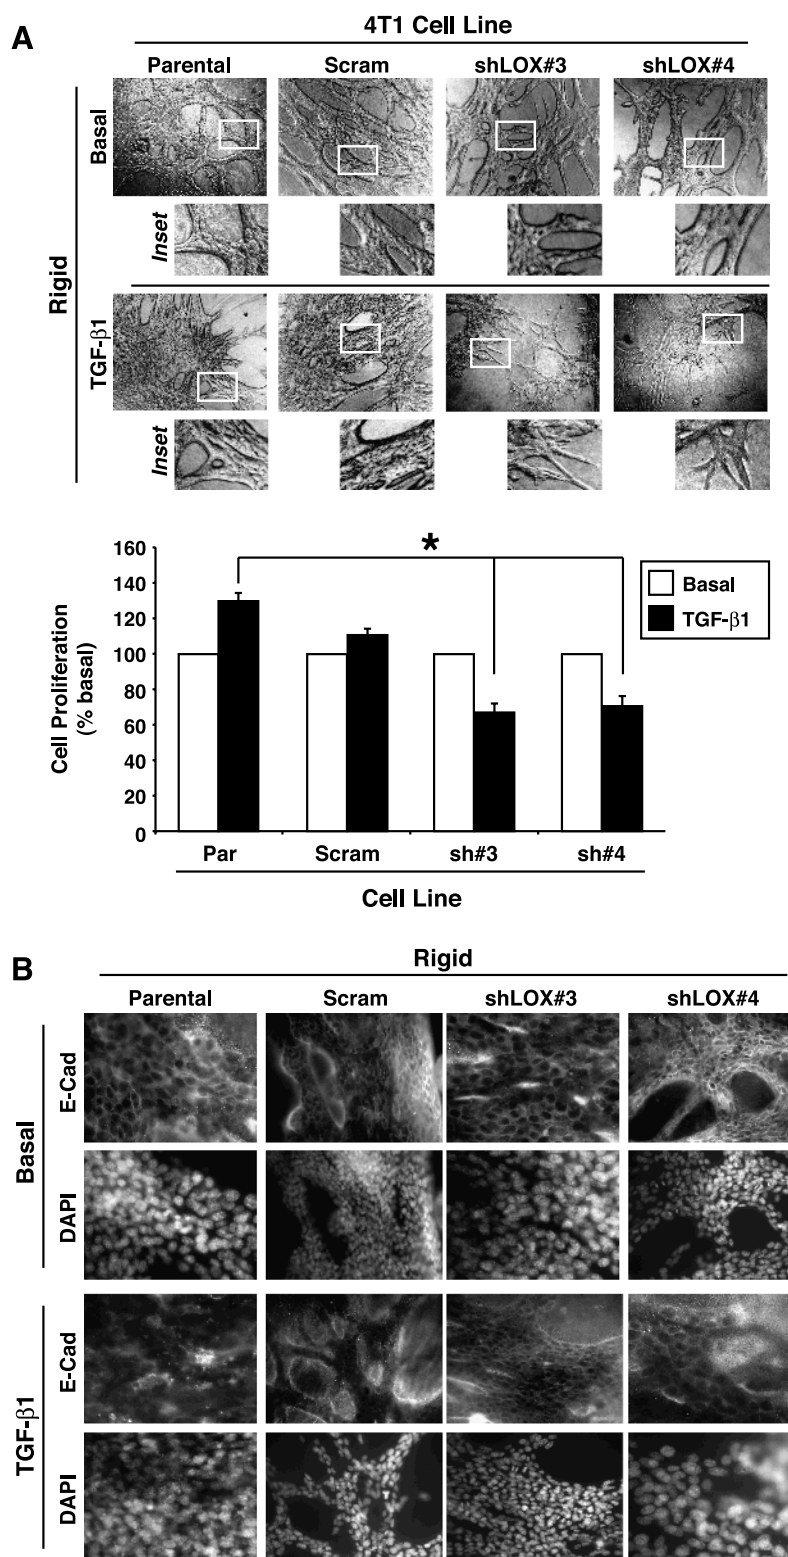 A
4T1 Cell Line
Parental Scram shLOX#3 shLOX#4
Rigid
Basal
Inset
TGF-β1
Inset
*
Cell Proliferation
(% basal)
160
140
120
100
80
60
40
20
0
Basal
TGF-β1
Par Scram sh#3 sh#4
Cell Line
B
Rigid
Parental Scram shLOX#3 shLOX#4
Basal
E-Cad
DAPI
TGF-β1
E-Cad
DAPI